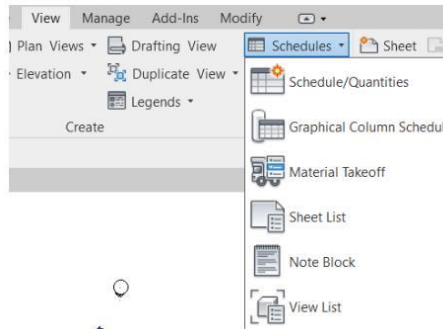 View Manage Add-Ins Modify
Plan Views Drafting View Schedules Sheet
Elevation Duplicate View Schedule/Quantities
Legends
Create Graphical Column Schedul
Material Takeoff
Sheet List
Note Block
View List